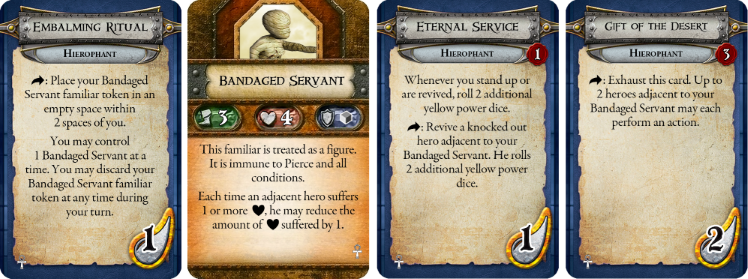 EMBALMING RITUAL
HIEROPHANT
: Place your Bandaged
Servant familiar token in an
empty space within
2 spaces of you.
You may control
1 Bandaged Servant at a
time. You may discard your
Bandaged Servant familiar
token at any time during
your turn.
1
BANDAGED SERVANT
3
4
This familiar is treated as a figure.
It is immune to Pierce and all
conditions.
Each time an adjacent hero suffers
1 or more , he may reduce the
amount of suffered by 1.
ETERNAL SERVICE
HIEROPHANT
1
Whenever you stand up or
are revived, roll 2 additional
yellow power dice.
: Revive a knocked out
hero adjacent to your
Bandaged Servant. He rolls
2 additional yellow power
dice.
1
GIFT OF THE DESERT
HIEROPHANT
3
: Exhaust this card. Up to
2 heroes adjacent to your
Bandaged Servant may each
perform an action.
2